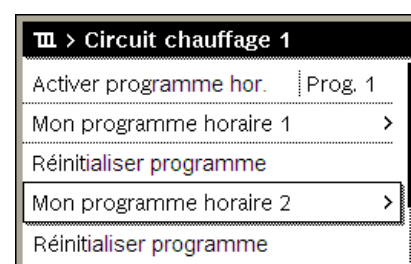 > Circuit chauffage 1
Activer programme hor. Prog. 1
Mon programme horaire 1 >
Réinitialiser programme
Mon programme horaire 2 >
Réinitialiser programme